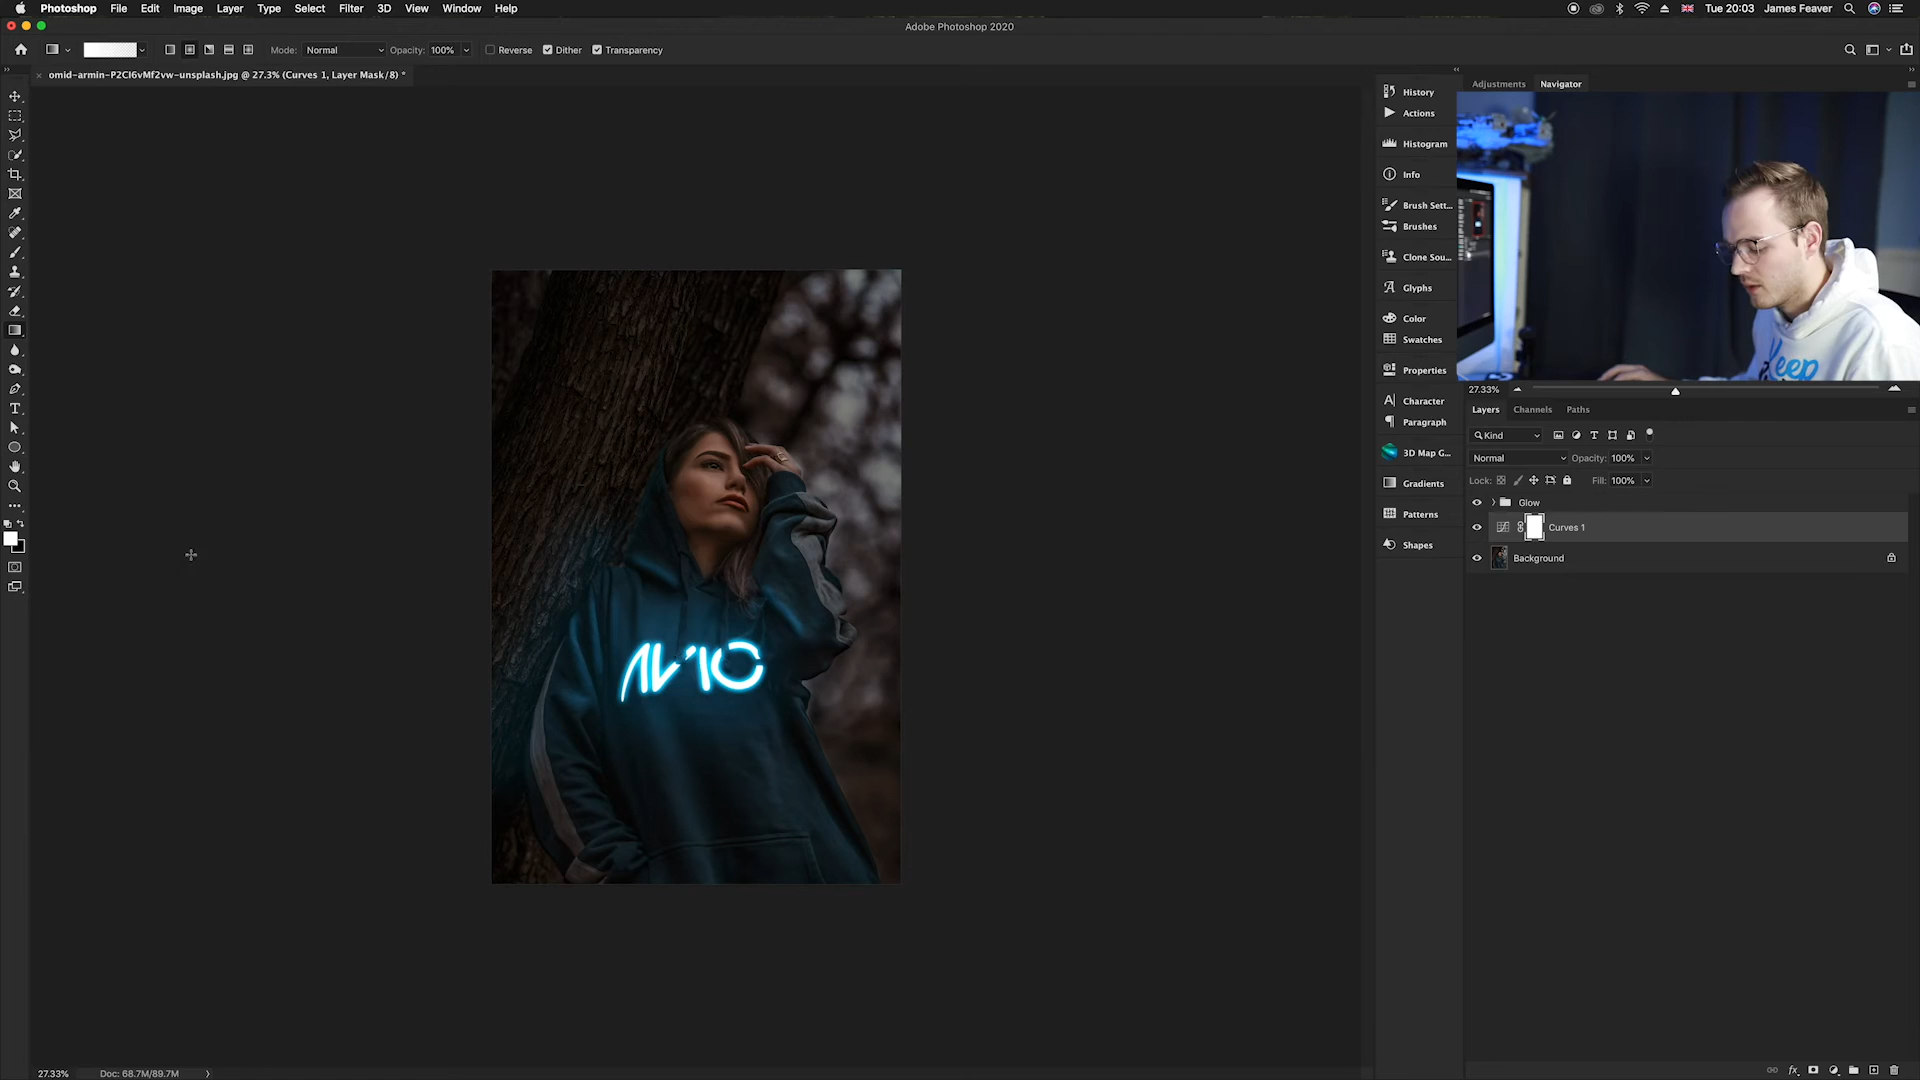 Photoshop File Edit Image Layer Type Select Filter 3D View Window Help
Tue 20:03 James Feaver
Adobe Photoshop 2020
Mode: Normal Opacity: 100% Reverse Dither Transparency
omid-armin-P2CI6vMf2vw-unsplash.jpg @ 27.3% (Curves 1, Layer Mask/8) *
History
Actions
Histogram
Info
Brush Sett...
Brushes
Clone Sou...
Glyphs
Color
Swatches
Properties
Character
Paragraph
3D Map G...
Gradients
Patterns
Shapes
Adjustments Navigator
Keep
27.33%
Layers Channels Paths
Kind
Normal Opacity: 100%
Lock: Fill: 100%
Glow
Curves 1
Background
27.33% Doc: 68.7M/89.7M